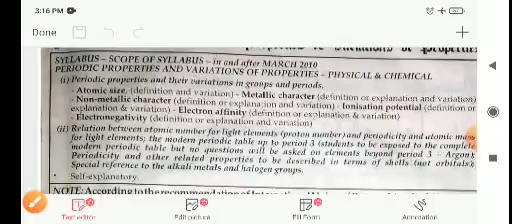 3:16 PM
Done
SYLLABUS - SCOPE OF SYLLABUS - in and after MARCH 2010
PERIODIC PROPERTIES AND VARIATIONS OF PROPERTIES - PHYSICAL & CHEMICAL
(i) Periodic properties and their variations in groups and periods.
- Atomic size, (definition and variation) - Metallic character (definition or explanation and variation)
- Non-metallic character (definition or explanation and variation) - Ionisation potential (definition or
explanation & variation) - Electron affinity (definition or explanation & variation)
- Electronegativity (definition or explanation and variation)
(ii) Relation between atomic number for light elements (proton number) and periodicity and atomic mass
for light elements; the modern periodic table up to period 3 (students to be exposed to the complete
modern periodic table but no questions will be asked on elements beyond period 3 - Argon);
Periodicity and other related properties to be described in terms of shells (not orbitals);
Special reference to the alkali metals and halogen groups.
Self-explanatory.
NOTE: According to the recommendation of
Text editor
Edit picture
Fill Form
Annotation